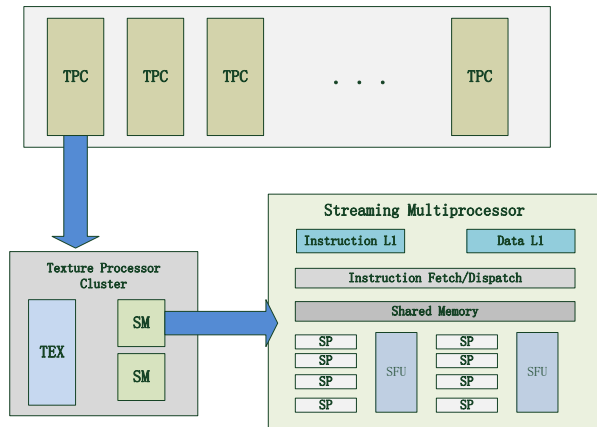 TPC TPC TPC . . . TPC
Texture Processor
Cluster
TEX
SM
SM
Streaming Multiprocessor
Instruction L1 Data L1
Instruction Fetch/Dispatch
Shared Memory
SP SP
SP SP
SFU SFU
SP SP
SP SP